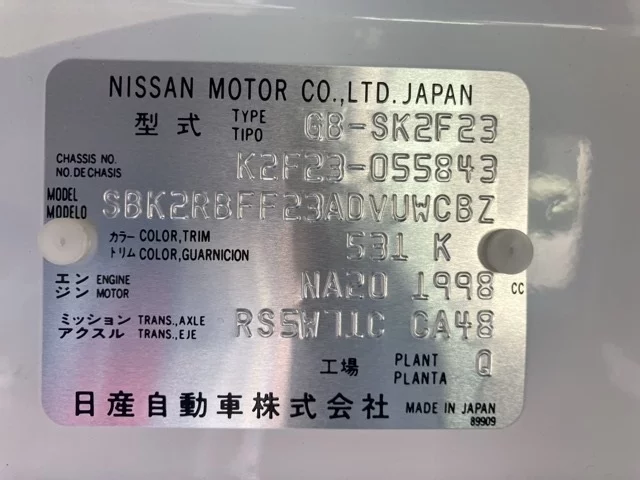 NISSAN MOTOR CO.,LTD. JAPAN
型式 TYPE TIPO GB-SK2F23
CHASSIS NO. NO. DE CHASIS K2F23-055843
MODEL MODELO SBK2RBFF23ADVUWCBZ
カラー COLOR, TRIM 531 K
トリム COLOR, GUARNICION
エンジン ENGINE MOTOR NA20 1998 CC
ミッション TRANS., AXLE RS5W71C CA48
アクスル TRANS., EJE
工場 PLANT PLANTA Q
日産自動車株式会社 MADE IN JAPAN
89909